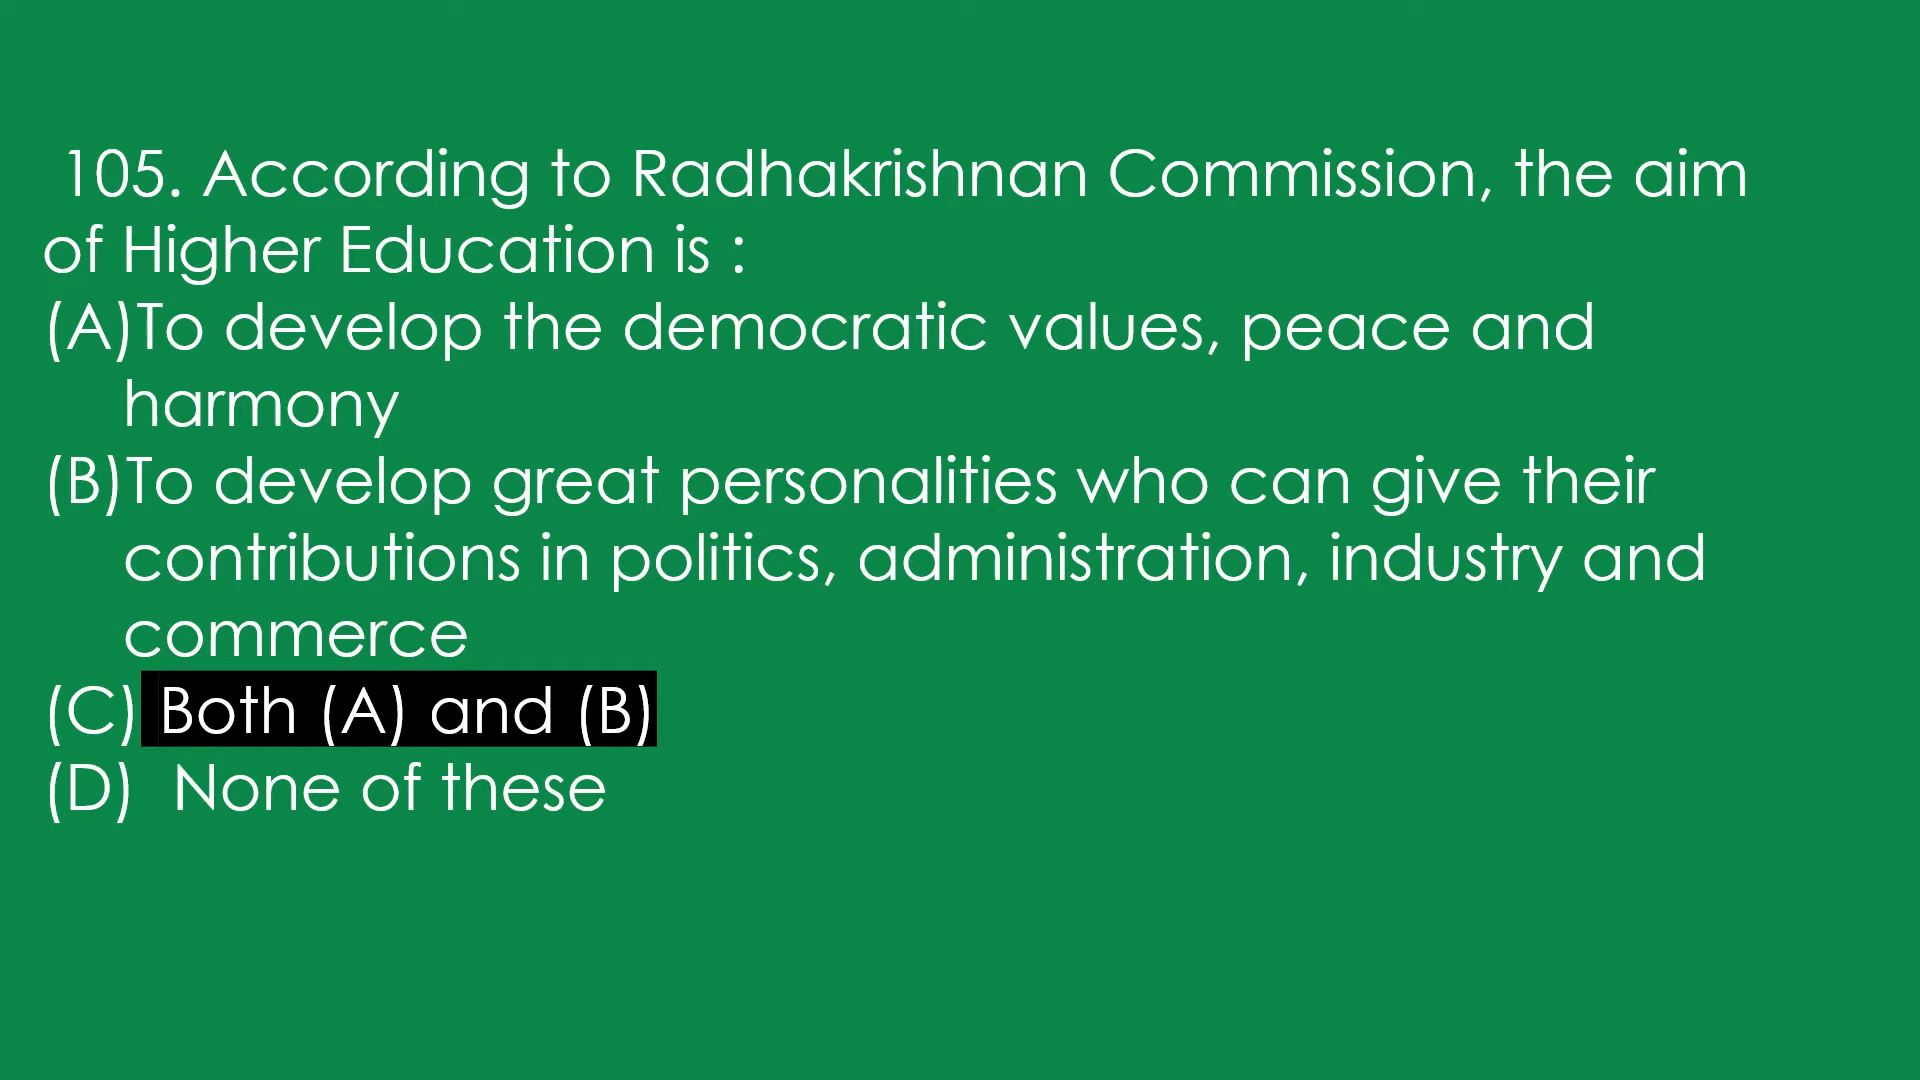 105. According to Radhakrishnan Commission, the aim
of Higher Education is :
(A)To develop the democratic values, peace and
harmony
(B)To develop great personalities who can give their
contributions in politics, administration, industry and
commerce
(C) Both (A) and (B)
(D) None of these